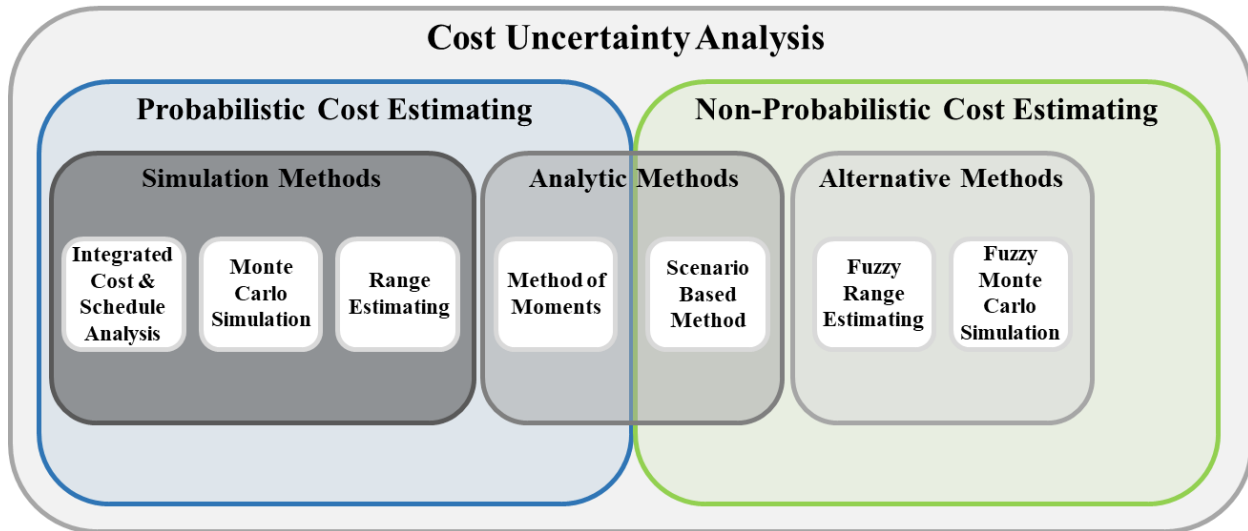 Cost Uncertainty Analysis
Probabilistic Cost Estimating
Non-Probabilistic Cost Estimating
Simulation Methods
Analytic Methods
Alternative Methods
Integrated
Cost &
Schedule
Analysis
Monte
Carlo
Simulation
Range
Estimating
Method of
Moments
Scenario
Based
Method
Fuzzy
Range
Estimating
Fuzzy
Monte
Carlo
Simulation